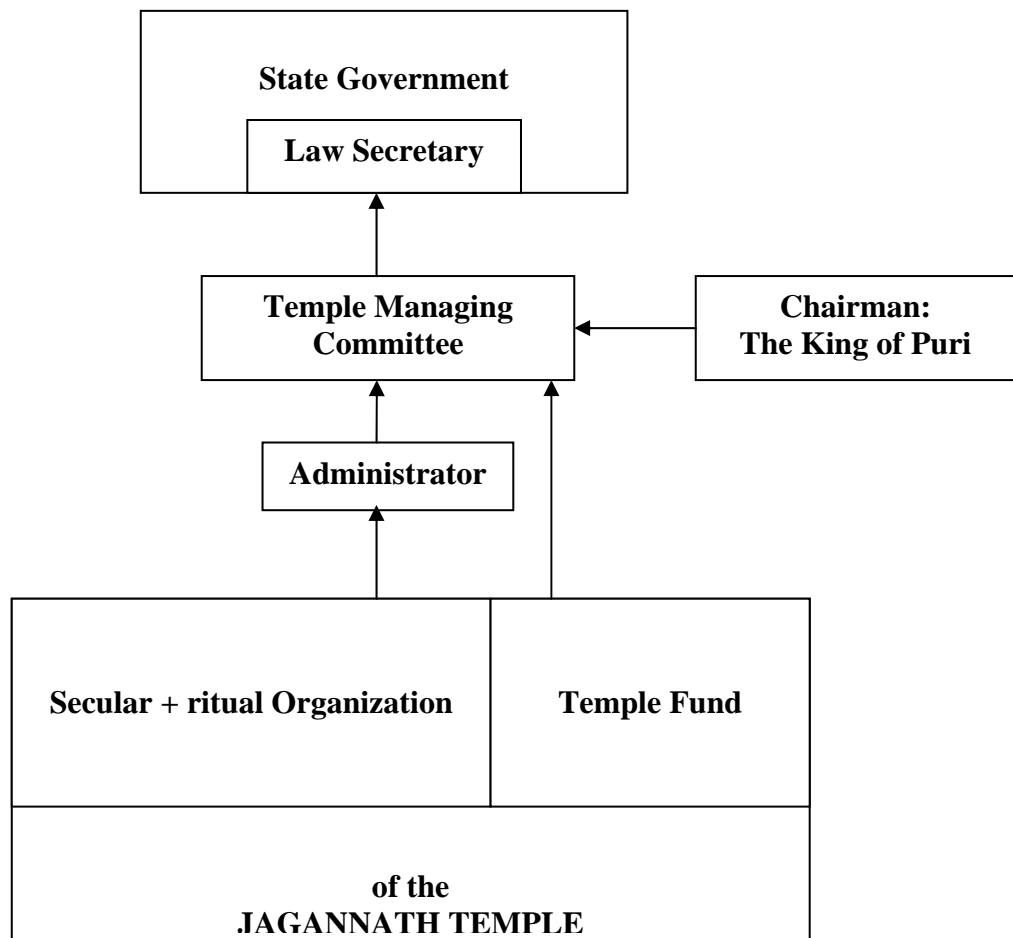 State Government
Law Secretary
Temple Managing
Committee
Chairman:
The King of Puri
Administrator
Secular + ritual Organization
Temple Fund
of the
JAGANNATH TEMPLE